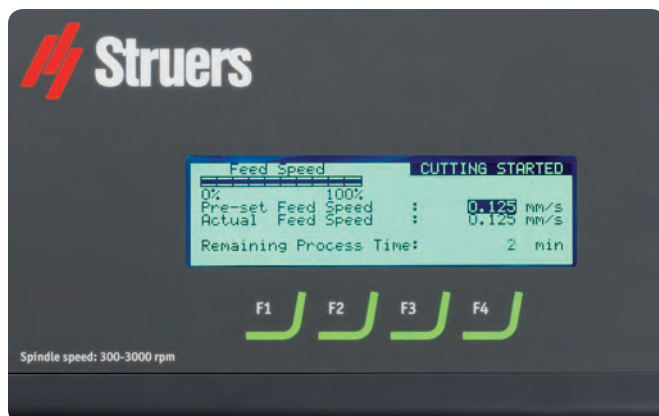 Struers
Feed Speed CUTTING STARTED
0% 100%
Pre-set Feed Speed : 0.125 mm/s
Actual Feed Speed : 0.125 mm/s
Remaining Process Time: 2 min
F1 F2 F3 F4
Spindle speed: 300-3000 rpm